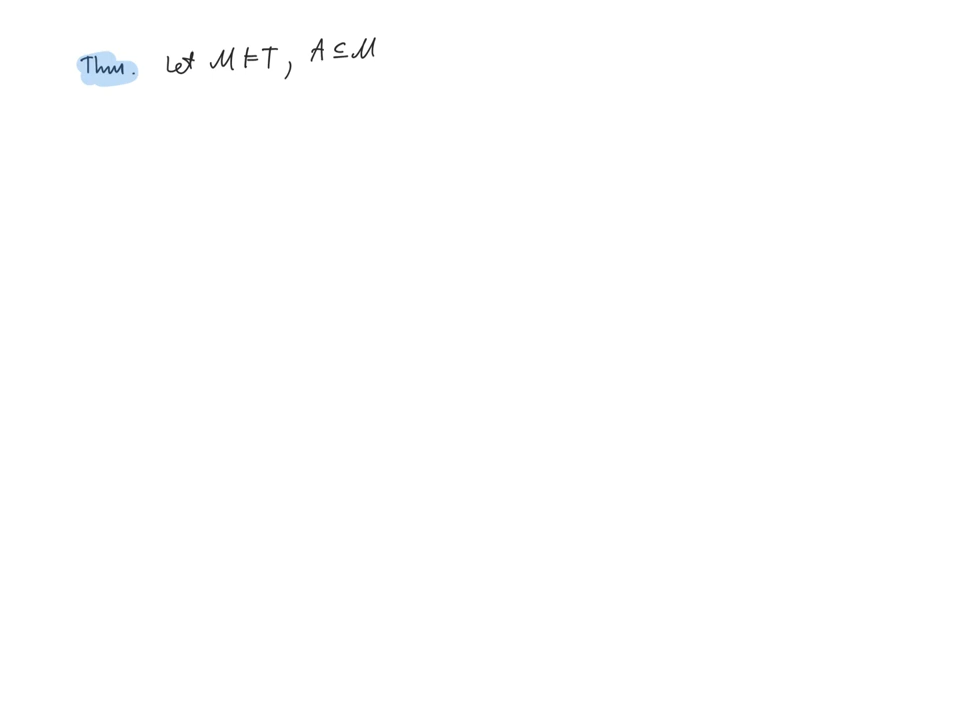 Thm. Let M ⊨ T, A ⊆ M